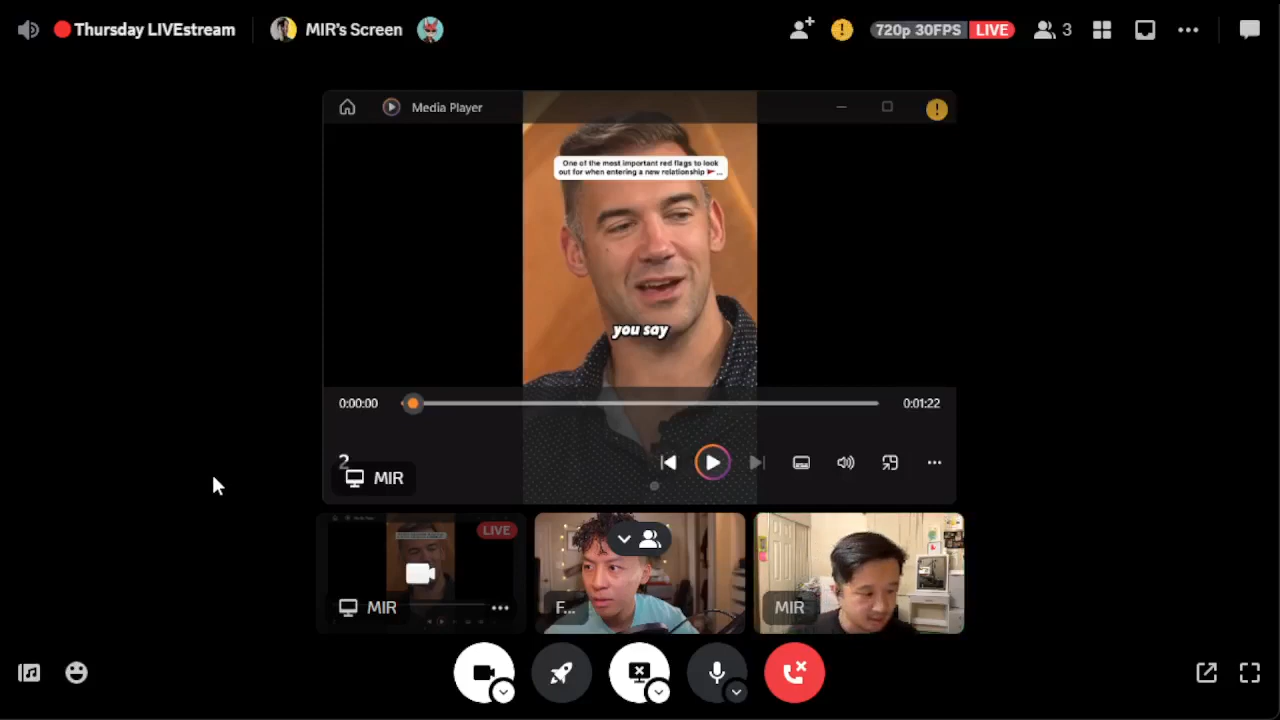 Thursday LIVEstream
MIR's Screen
720p 30FPS LIVE
3
Media Player
One of the most important red flags to look
out for when entering a new relationship 🚩...
you say
0:00:00
0:01:22
2
MIR
LIVE
MIR
F...
MIR